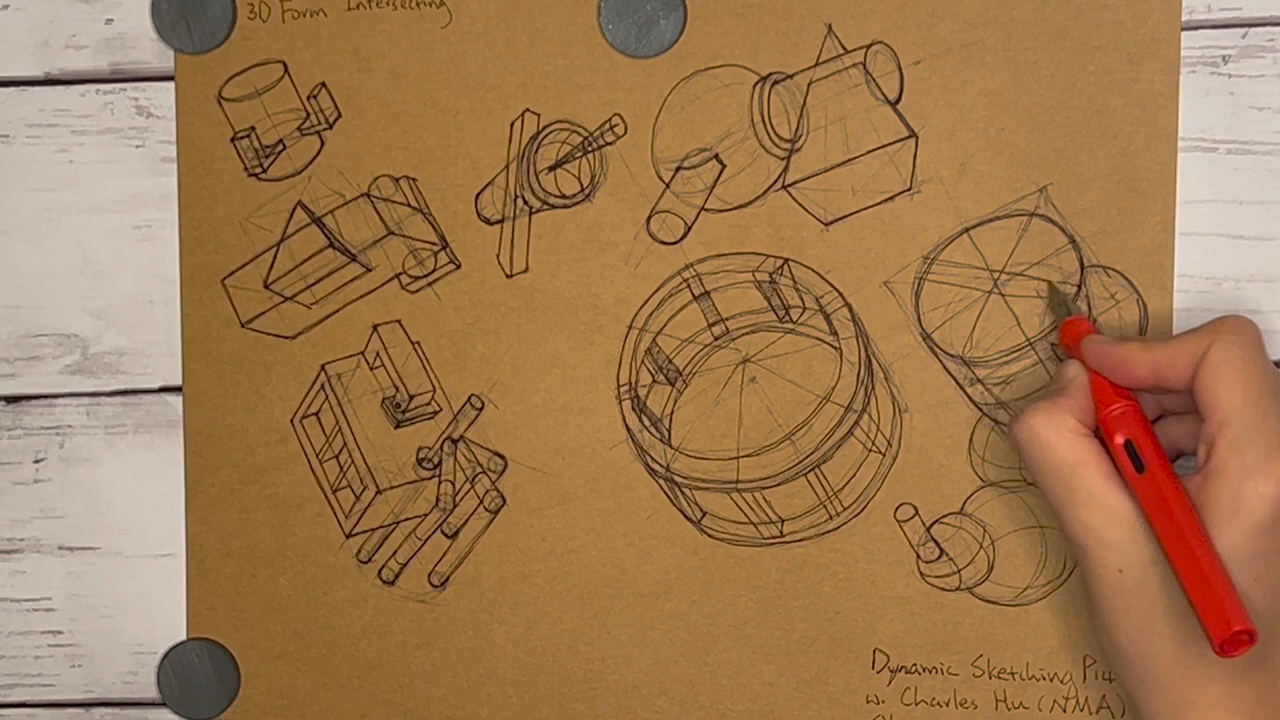 3D Form Intersecting
Dynamic Sketching P14
w. Charles Hu (NMA)